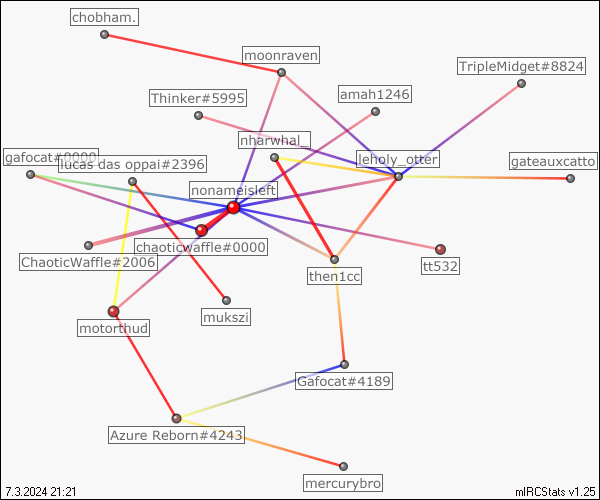 chobham.
moonraven
TripleMidget#8824
amah1246
Thinker#5995
nharwhal_
gafocat#0000
lucas das oppai#2396
leholy_otter
gateauxcatto
nonameisleft
chaoticwaffle#0000
ChaoticWaffle#2006
tt532
then1cc
mukszi
motorthud
Gafocat#4189
Azure Reborn#4243
mercurybro
7.3.2024 21:21
mIRCStats v1.25